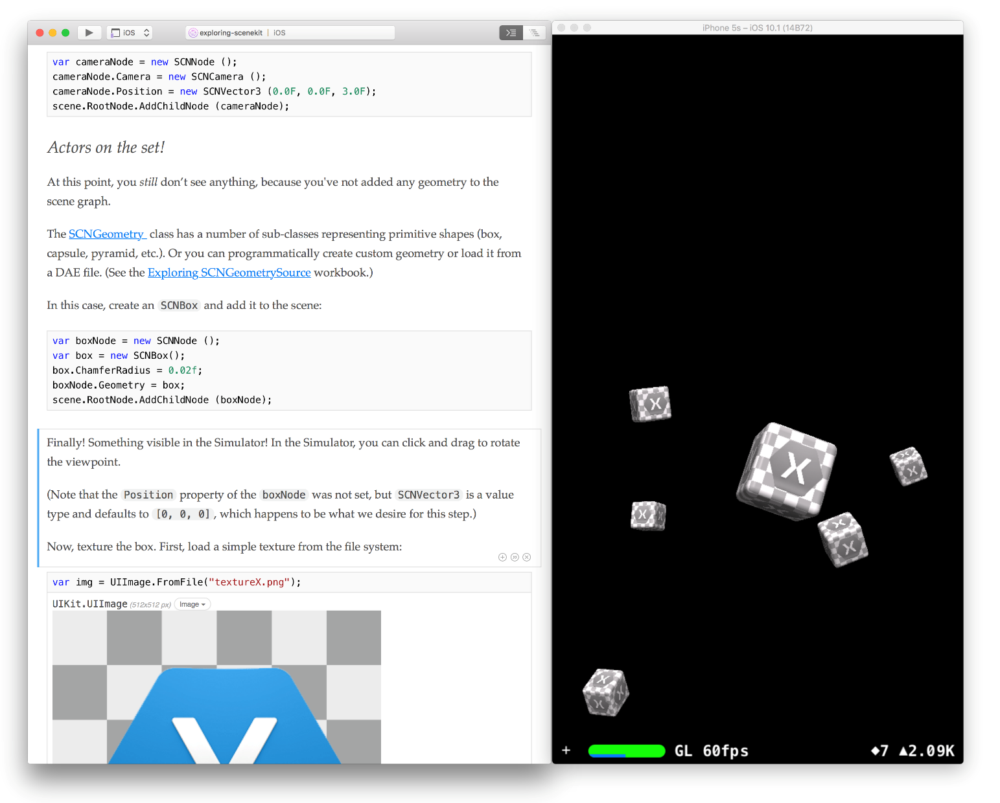 iOS
exploring-scenekit | iOS
var cameraNode = new SCNNode ();
cameraNode.Camera = new SCNCamera ();
cameraNode.Position = new SCNVector3 (0.0F, 0.0F, 3.0F);
scene.RootNode.AddChildNode (cameraNode);
Actors on the set!
At this point, you still don’t see anything, because you've not added any geometry to the
scene graph.
The SCNGeometry class has a number of sub-classes representing primitive shapes (box,
capsule, pyramid, etc.). Or you can programmatically create custom geometry or load it from
a DAE file. (See the Exploring SCNGeometrySource workbook.)
In this case, create an SCNBox and add it to the scene:
var boxNode = new SCNNode ();
var box = new SCNBox();
box.ChamferRadius = 0.02f;
boxNode.Geometry = box;
scene.RootNode.AddChildNode (boxNode);
Finally! Something visible in the Simulator! In the Simulator, you can click and drag to rotate
the viewpoint.
(Note that the Position property of the boxNode was not set, but SCNVector3 is a value
type and defaults to [0, 0, 0], which happens to be what we desire for this step.)
Now, texture the box. First, load a simple texture from the file system:
var img = UIImage.FromFile("textureX.png");
UIKit.UIImage (512x512 px) Image
iPhone 5s – iOS 10.1 (14B72)
X
X
X
X
X
X
X
X
X
X
X
X
+ GL 60fps ◆7 ▲2.09K